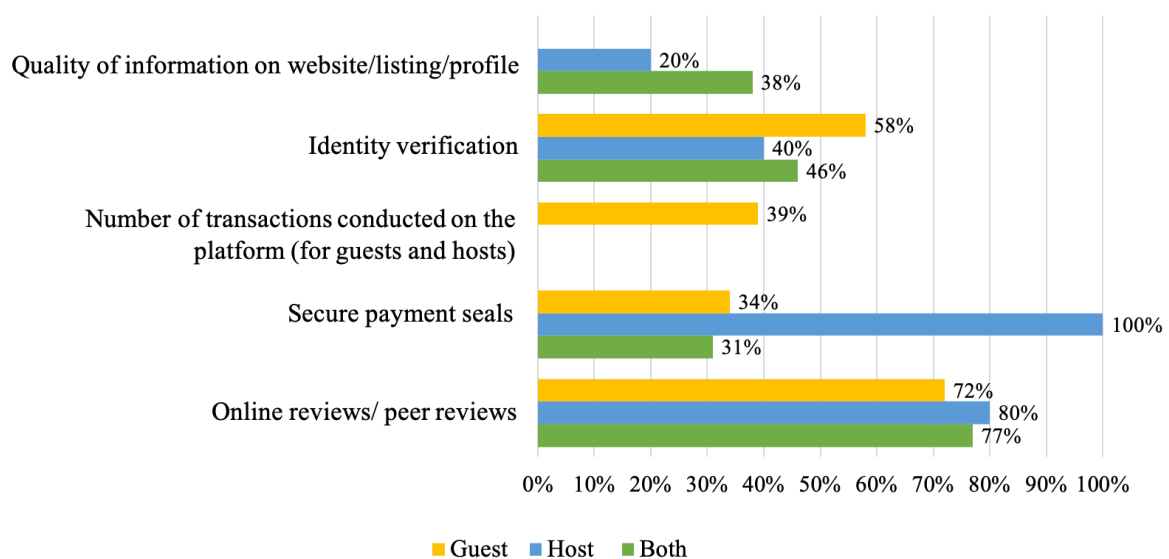 Quality of information on website/listing/profile
20%
38%
Identity verification
58%
40%
46%
Number of transactions conducted on the
platform (for guests and hosts)
39%
Secure payment seals
34%
100%
31%
Online reviews/ peer reviews
72%
80%
77%
0% 10% 20% 30% 40% 50% 60% 70% 80% 90% 100%
Guest Host Both